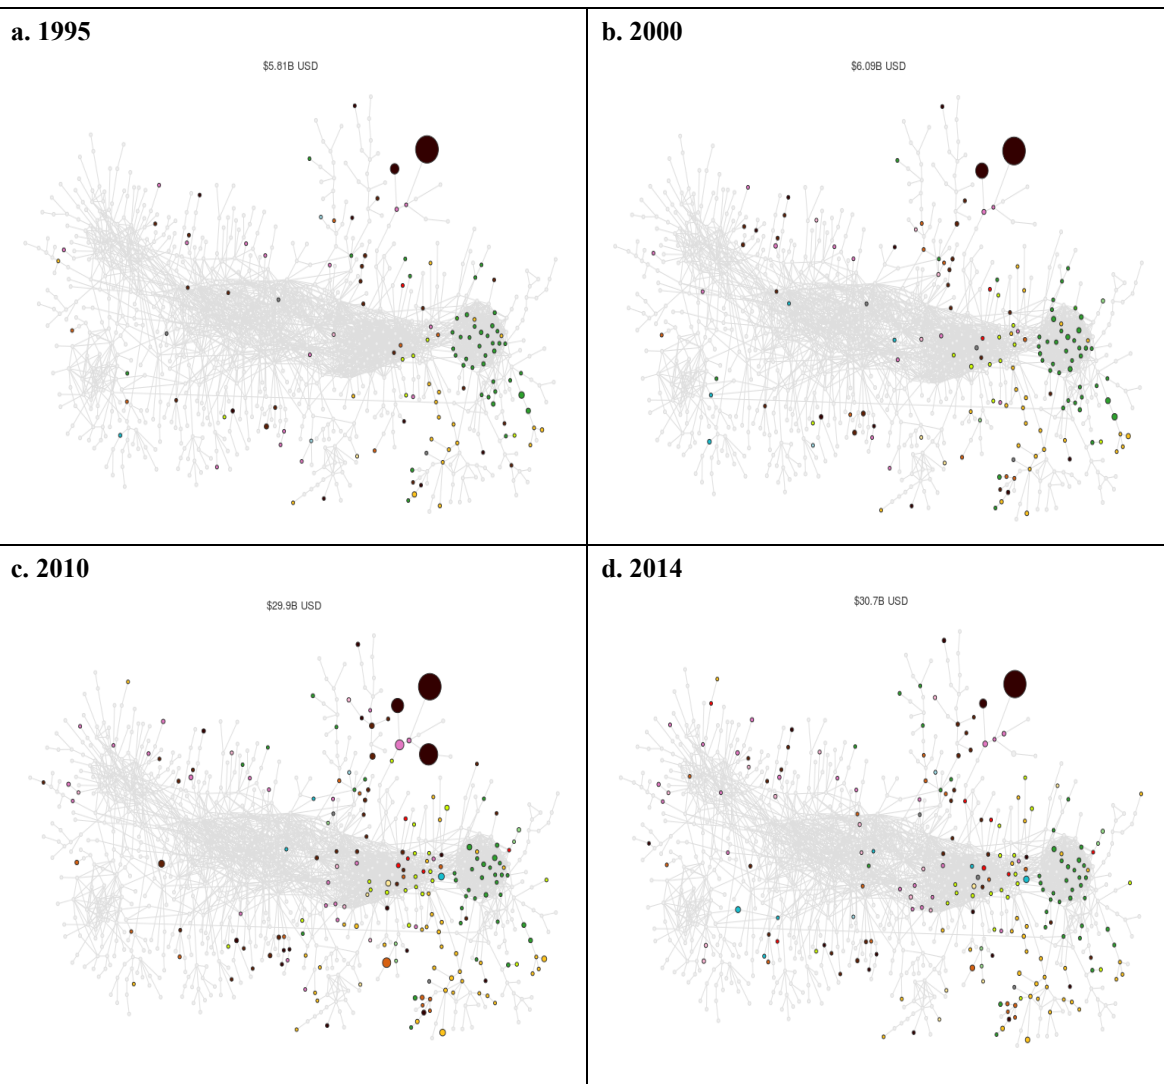 a. 1995
$5.81B USD
b. 2000
$6.09B USD
c. 2010
$29.9B USD
d. 2014
$30.7B USD